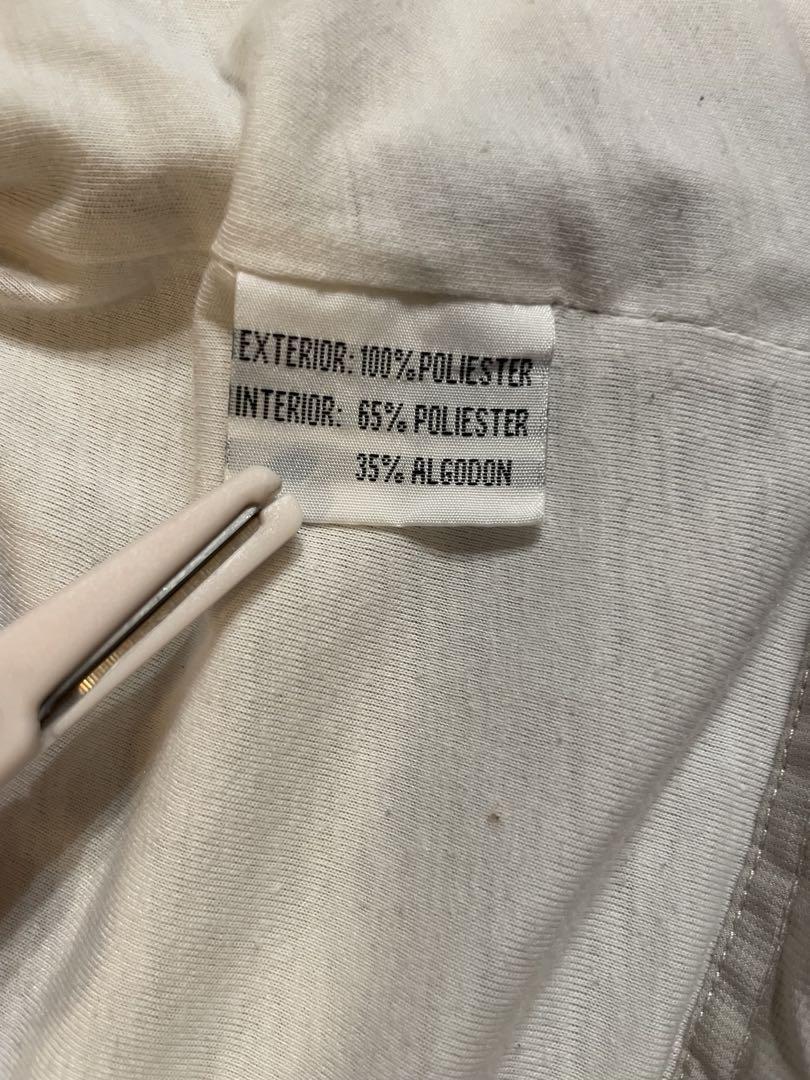 EXTERIOR: 100% POLIESTER
INTERIOR: 65% POLIESTER
35% ALGODON